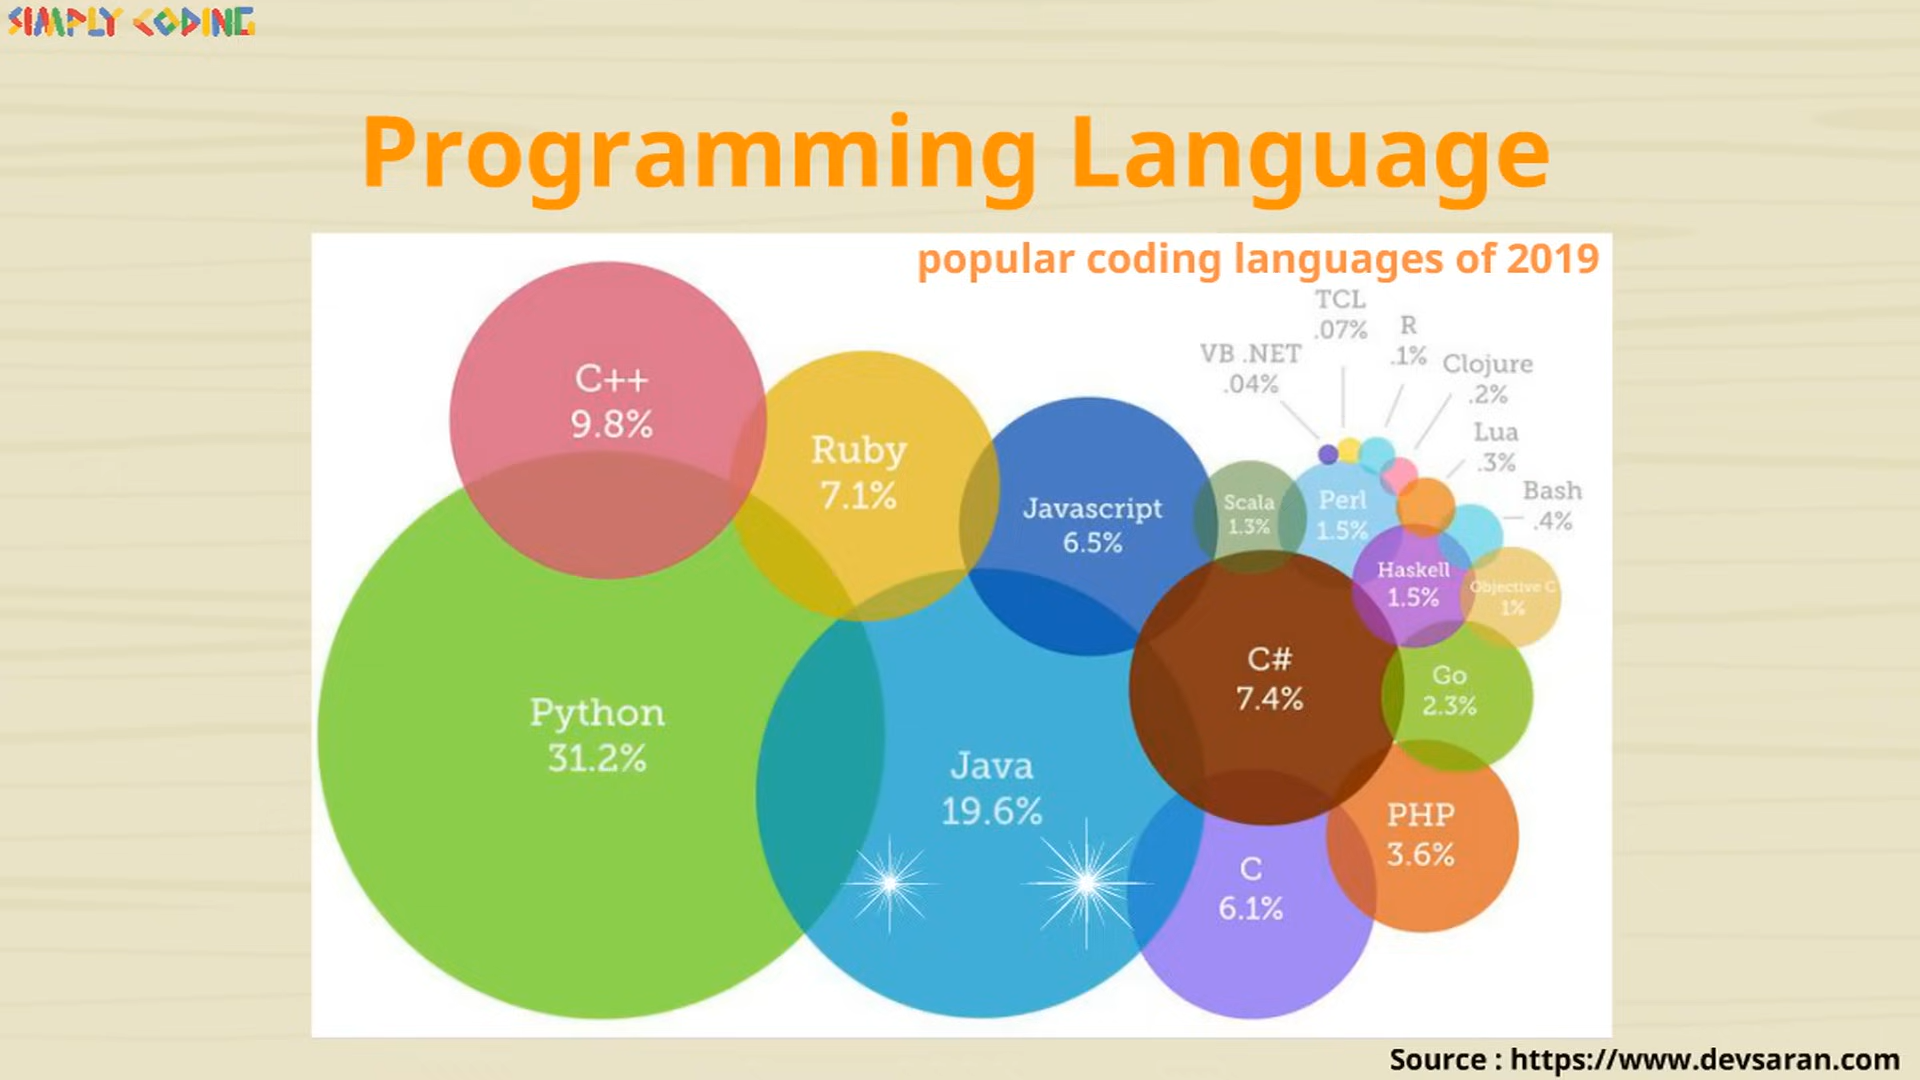 SIMPLY CODING
Programming Language
popular coding languages of 2019
TCL
.07%
R
.1%
VB .NET
.04%
Clojure
.2%
C++
9.8%
Ruby
7.1%
Lua
.3%
Bash
.4%
Javascript
6.5%
Scala
1.3%
Perl
1.5%
Haskell
1.5%
Objective C
1%
C#
7.4%
Go
2.3%
Python
31.2%
Java
19.6%
PHP
3.6%
C
6.1%
Source : https://www.devsaran.com